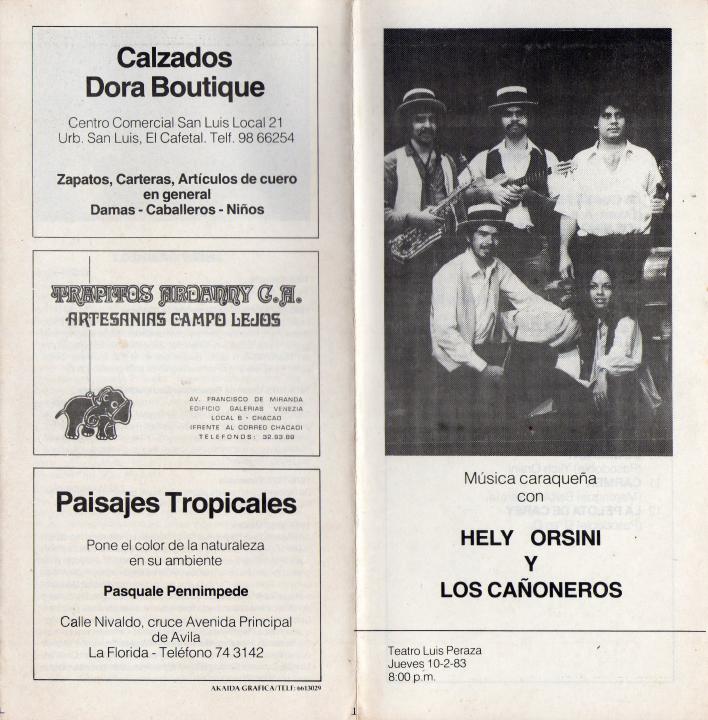 Calzados
Dora Boutique
Centro Comercial San Luis Local 21
Urb. San Luis, El Cafetal. Telf. 98 66254
Zapatos, Carteras, Artículos de cuero
en general
Damas - Caballeros - Niños
TRAPITOS ARDANNY C.A.
ARTESANIAS CAMPO LEJOS
AV. FRANCISCO DE MIRANDA
EDIFICIO GALERIAS VENEZIA
LOCAL 6 - CHACAO
(FRENTE AL CORREO CHACAO)
TELEFONOS: 32.93.89
Paisajes Tropicales
Pone el color de la naturaleza
en su ambiente
Pasquale Pennimpede
Calle Nivaldo, cruce Avenida Principal
de Avila
La Florida - Teléfono 74 3142
AKAIDA GRAFICA/TELF: 6613029
Música caraqueña
con
HELY ORSINI
Y
LOS CAÑONEROS
Teatro Luis Peraza
Jueves 10-2-83
8:00 p.m.